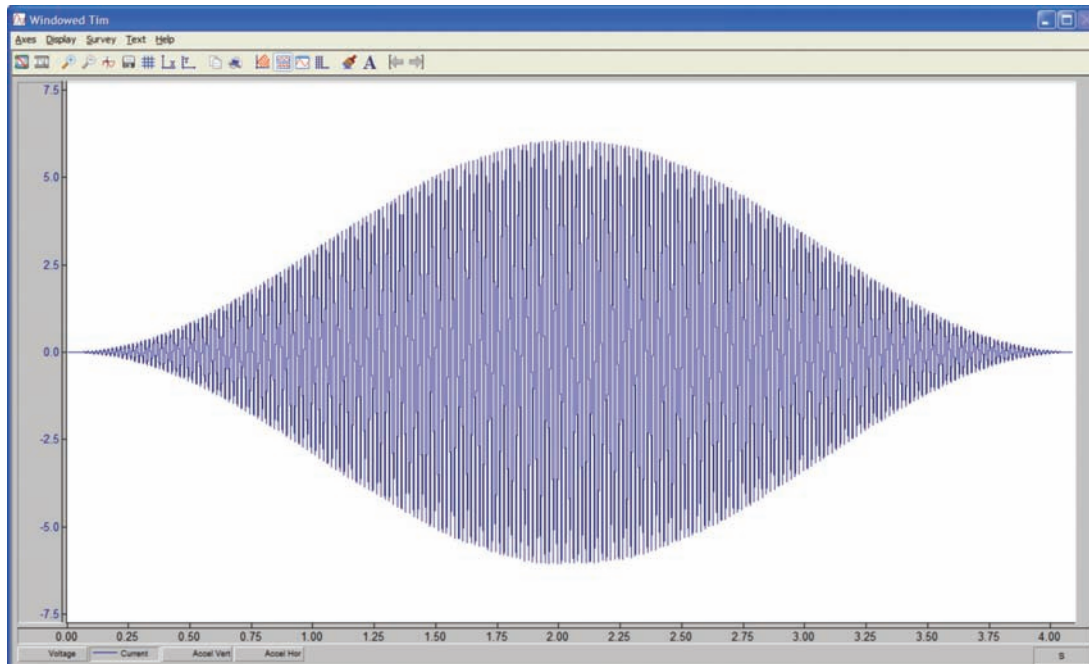 Windowed Tim
Axes Display Survey Text Help
7.5
5.0
2.5
0.0
-2.5
-5.0
-7.5
0.00 0.25 0.50 0.75 1.00 1.25 1.50 1.75 2.00 2.25 2.50 2.75 3.00 3.25 3.50 3.75 4.00
Voltage Current Accel Vert Accel Hor S